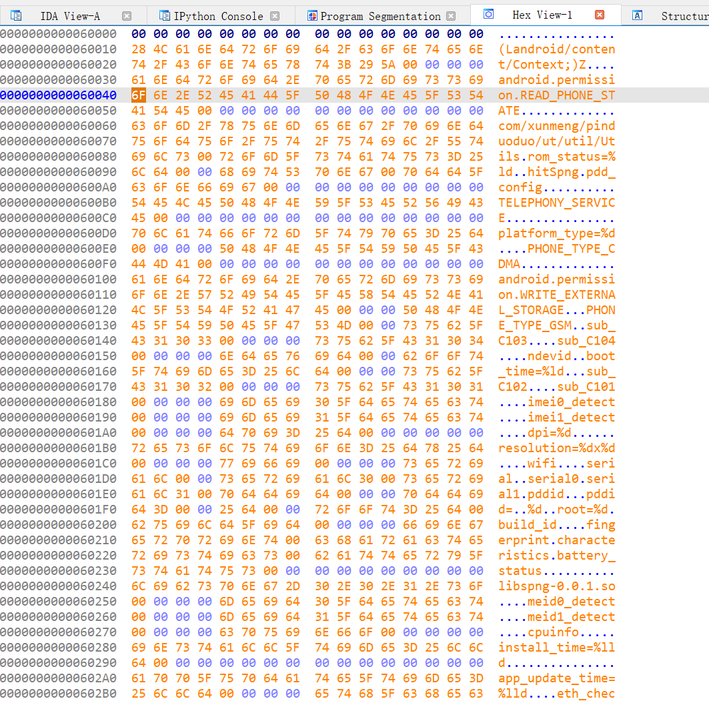 IDA View-A IPython Console Program Segmentation Hex View-1 Structur
0000000000060000 00 00 00 00 00 00 00 00 00 00 00 00 00 00 00 00 ................
0000000000060010 28 4C 61 6E 64 72 6F 69 64 2F 63 6F 6E 74 65 6E (Landroid/conten
0000000000060020 74 2F 43 6F 6E 74 65 78 74 3B 29 5A 00 00 00 00 t/Context;)Z....
0000000000060030 61 6E 64 72 6F 69 64 2E 70 65 72 6D 69 73 73 69 android.permissi
0000000000060040 6F 6E 2E 52 45 41 44 5F 50 48 4F 4E 45 5F 53 54 on.READ_PHONE_ST
0000000000060050 41 54 45 00 00 00 00 00 00 00 00 00 00 00 00 00 ATE.............
0000000000060060 63 6F 6D 2F 78 75 6E 6D 65 6E 67 2F 70 69 6E 64 com/xunmeng/pind
0000000000060070 75 6F 64 75 6F 2F 75 74 2F 75 74 69 6C 2F 55 74 uoduo/ut/util/Ut
0000000000060080 69 6C 73 00 72 6F 6D 5F 73 74 61 74 75 73 3D 25 ils.rom_status=%
0000000000060090 6C 64 00 00 68 69 74 53 70 6E 67 00 70 64 64 5F ld..hitSpng.pdd_
00000000000600A0 63 6F 6E 66 69 67 00 00 00 00 00 00 00 00 00 00 config..........
00000000000600B0 54 45 4C 45 50 48 4F 4E 59 5F 53 45 52 56 49 43 TELEPHONY_SERVIC
00000000000600C0 45 00 00 00 00 00 00 00 00 00 00 00 00 00 00 00 E...............
00000000000600D0 70 6C 61 74 66 6F 72 6D 5F 74 79 70 65 3D 25 64 platform_type=%d
00000000000600E0 00 00 00 00 50 48 4F 4E 45 5F 54 59 50 45 5F 43 ....PHONE_TYPE_C
00000000000600F0 44 4D 41 00 00 00 00 00 00 00 00 00 00 00 00 00 DMA.............
0000000000060100 61 6E 64 72 6F 69 64 2E 70 65 72 6D 69 73 73 69 android.permissi
0000000000060110 6F 6E 2E 57 52 49 54 45 5F 45 58 54 45 52 4E 41 on.WRITE_EXTERNA
0000000000060120 4C 5F 53 54 4F 52 41 47 45 00 00 00 50 48 4F 4E L_STORAGE...PHON
0000000000060130 45 5F 54 59 50 45 5F 47 53 4D 00 00 73 75 62 5F E_TYPE_GSM..sub_
0000000000060140 43 31 30 33 00 00 00 00 73 75 62 5F 43 31 30 34 C103....sub_C104
0000000000060150 00 00 00 00 6E 64 65 76 69 64 00 00 62 6F 6F 74 ....ndevid..boot
0000000000060160 5F 74 69 6D 65 3D 25 6C 64 00 00 00 73 75 62 5F _time=%ld...sub_
0000000000060170 43 31 30 32 00 00 00 00 73 75 62 5F 43 31 30 31 C102....sub_C101
0000000000060180 00 00 00 00 69 6D 65 69 30 5F 64 65 74 65 63 74 ....imei0_detect
0000000000060190 00 00 00 00 69 6D 65 69 31 5F 64 65 74 65 63 74 ....imei1_detect
00000000000601A0 00 00 00 00 64 70 69 3D 25 64 00 00 00 00 00 00 ....dpi=%d......
00000000000601B0 72 65 73 6F 6C 75 74 69 6F 6E 3D 25 64 78 25 64 resolution=%dx%d
00000000000601C0 00 00 00 00 77 69 66 69 00 00 00 00 73 65 72 69 ....wifi....seri
00000000000601D0 61 6C 00 00 73 65 72 69 61 6C 30 00 73 65 72 69 al..serial0.seri
00000000000601E0 61 6C 31 00 70 64 64 69 64 00 00 00 70 64 64 69 al1.pddid...pddi
00000000000601F0 64 3D 00 00 25 64 00 00 72 6F 6F 74 3D 25 64 00 d=..%d..root=%d.
0000000000060200 62 75 69 6C 64 5F 69 64 00 00 00 00 66 69 6E 67 build_id....fing
0000000000060210 65 72 70 72 69 6E 74 00 63 68 61 72 61 63 74 65 erprint.characte
0000000000060220 72 69 73 74 69 63 73 00 62 61 74 74 65 72 79 5F ristics.battery_
0000000000060230 73 74 61 74 75 73 00 00 00 00 00 00 00 00 00 00 status..........
0000000000060240 6C 69 62 73 70 6E 67 2D 30 2E 30 2E 31 2E 73 6F libspng-0.0.1.so
0000000000060250 00 00 00 00 6D 65 69 64 30 5F 64 65 74 65 63 74 ....meid0_detect
0000000000060260 00 00 00 00 6D 65 69 64 31 5F 64 65 74 65 63 74 ....meid1_detect
0000000000060270 00 00 00 00 63 70 75 69 6E 66 6F 00 00 00 00 00 ....cpuinfo.....
0000000000060280 69 6E 73 74 61 6C 6C 5F 74 69 6D 65 3D 25 6C 6C install_time=%ll
0000000000060290 64 00 00 00 00 00 00 00 00 00 00 00 00 00 00 00 d...............
00000000000602A0 61 70 70 5F 75 70 64 61 74 65 5F 74 69 6D 65 3D app_update_time=
00000000000602B0 25 6C 6C 64 00 00 00 00 65 74 68 5F 63 68 65 63 %lld....eth_chec